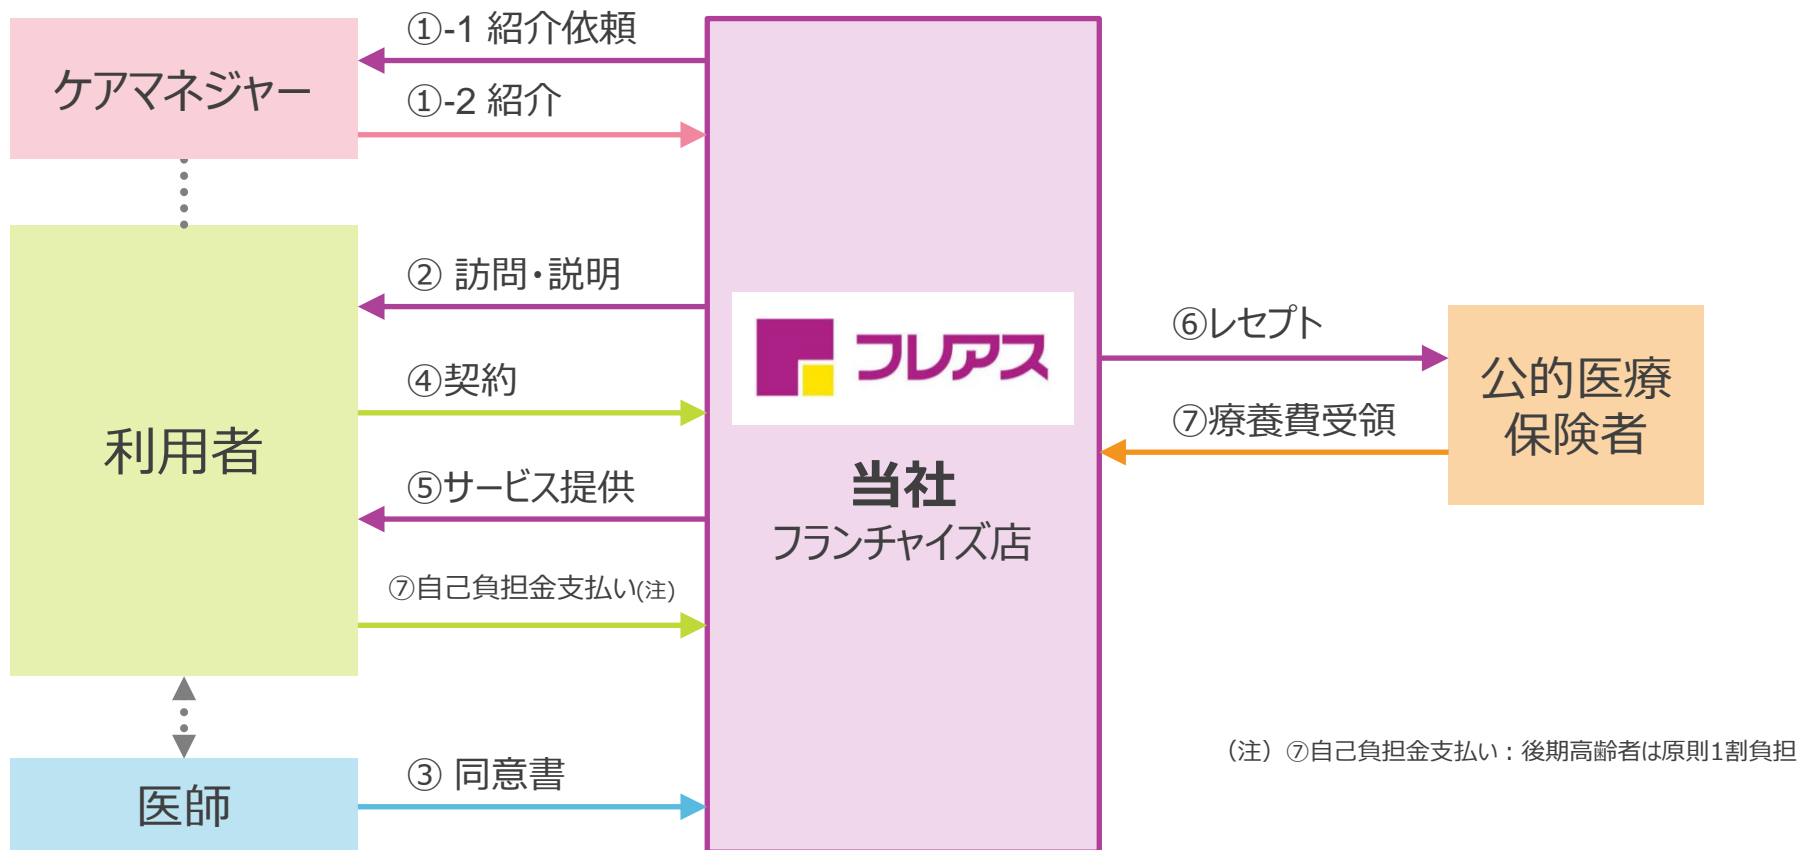 ケアマネジャー
①-1 紹介依頼
①-2 紹介
利用者
② 訪問・説明
④契約
⑤サービス提供
⑦自己負担金支払い(注)
医師
③ 同意書
フレアス
当社
フランチャイズ店
⑥レセプト
⑦療養費受領
公的医療
保険者
（注）⑦自己負担金支払い：後期高齢者は原則1割負担